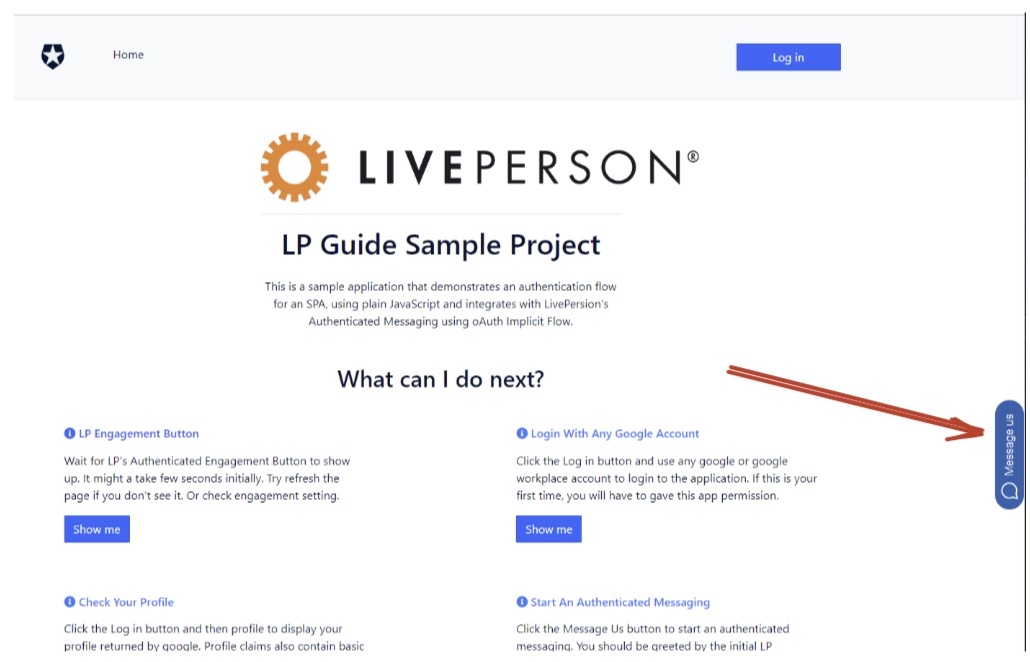 Home
Log in
LIVEPERSON®
LP Guide Sample Project
This is a sample application that demonstrates an authentication flow
for an SPA, using plain JavaScript and integrates with LivePersion's
Authenticated Messaging using oAuth Implicit Flow.
What can I do next?
LP Engagement Button
Wait for LP's Authenticated Engagement Button to show
up. It might a take few seconds initially. Try refresh the
page if you don't see it. Or check engagement setting.
Show me
Login With Any Google Account
Click the Log in button and use any google or google
workplace account to login to the application. If this is your
first time, you will have to gave this app permission.
Show me
Message us
Check Your Profile
Click the Log in button and then profile to display your
profile returned by google. Profile claims also contain basic
Start An Authenticated Messaging
Click the Message Us button to start an authenticated
messaging. You should be greeted by the initial LP